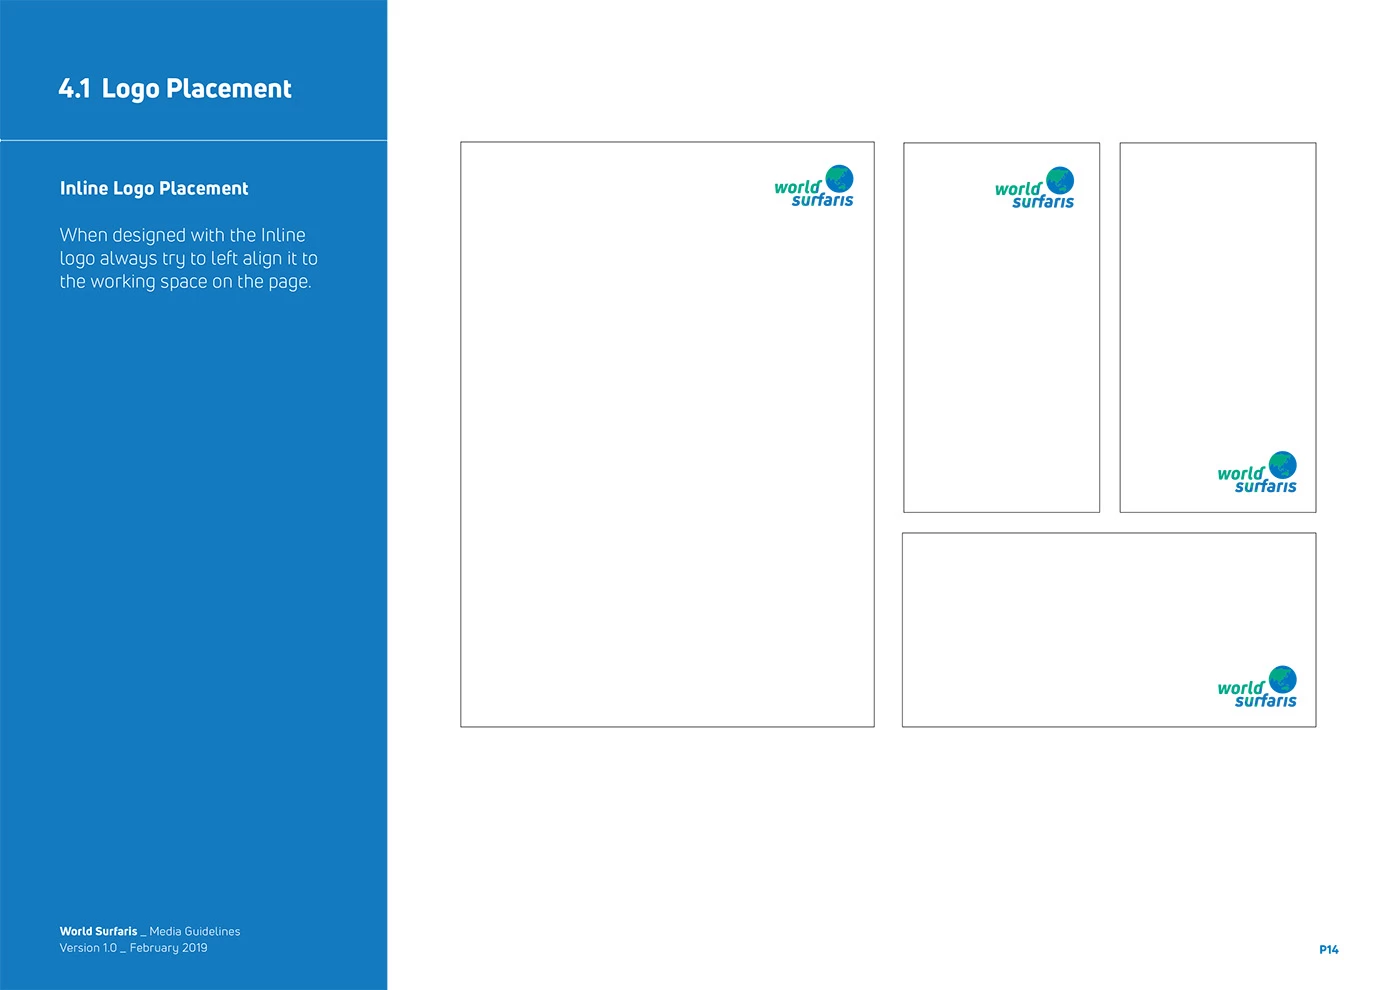 4.1 Logo Placement
Inline Logo Placement
When designed with the Inline
logo always try to left align it to
the working space on the page.
world
surfaris
world
surfaris
world
surfaris
world
surfaris
World Surfaris _ Media Guidelines
Version 1.0 _ February 2019
P14